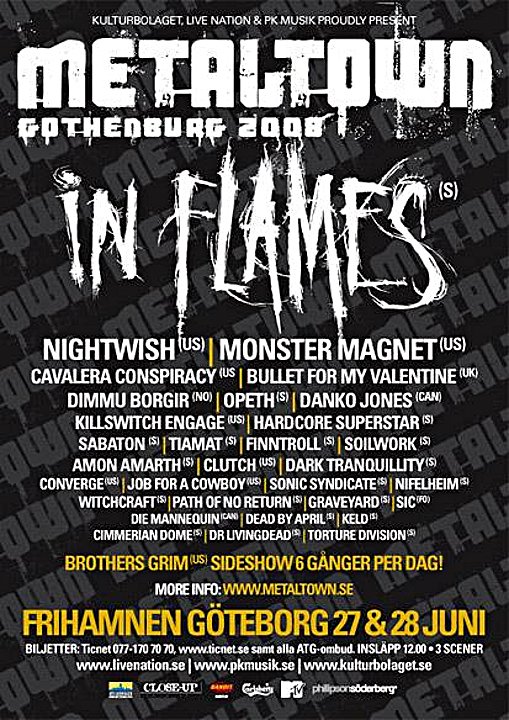 KULTURBOLAGET, LIVE NATION & PK MUSIK PROUDLY PRESENT
METALTOWN
GOTHENBURG 2008
IN FLAMES (S)
NIGHTWISH (US) | MONSTER MAGNET (US)
CAVALERA CONSPIRACY (US | BULLET FOR MY VALENTINE (UK)
DIMMU BORGIR (NO) | OPETH (S) | DANKO JONES (CAN)
KILLSWITCH ENGAGE (US) | HARDCORE SUPERSTAR (S)
SABATON (S) | TIAMAT (S) | FINNTROLL (S) | SOILWORK (S)
AMON AMARTH (S) | CLUTCH (US) | DARK TRANQUILLITY (S)
CONVERGE (US) | JOB FOR A COWBOY (US) | SONIC SYNDICATE (S) | NIFELHEIM (S)
WITCHCRAFT (S) | PATH OF NO RETURN (S) | GRAVEYARD (S) | SIC (FO)
DIE MANNEQUIN (CAN) | DEAD BY APRIL (S) | KELD (S)
CIMMERIAN DOME (S) | DR LIVINGDEAD (S) | TORTURE DIVISION (S)
BROTHERS GRIM (US) SIDESHOW 6 GÅNGER PER DAG!
MORE INFO: WWW.METALTOWN.SE
FRIHAMNEN GÖTEBORG 27 & 28 JUNI
BILJETTER: Ticnet 077-170 70 70, www.ticnet.se samt alla ATG-ombud. INSLÄPP 12.00 • 3 SCENER
www.livenation.se | www.pkmusik.se | www.kulturbolaget.se
CLOSE-UP BANDIT Carlsberg MTV philipsonsöderberg